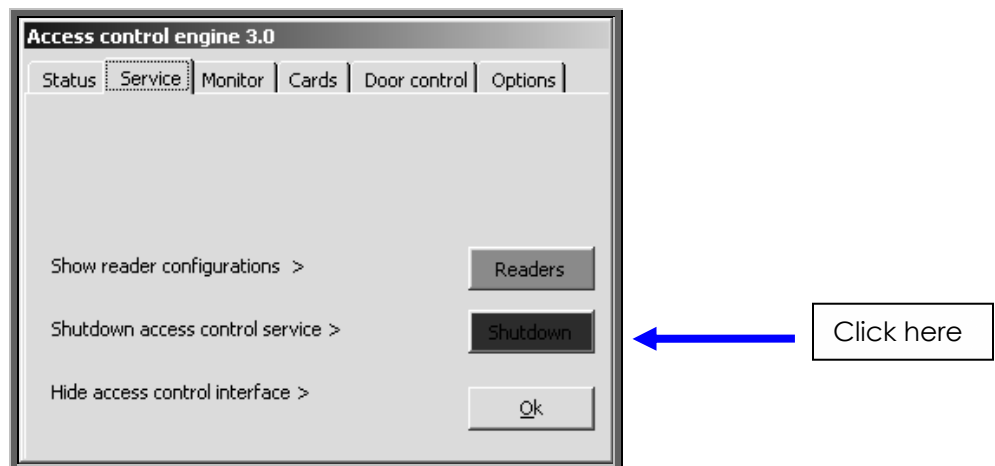 Access control engine 3.0
Status Service Monitor Cards Door control Options
Show reader configurations > Readers
Shutdown access control service > Shutdown
Click here
Hide access control interface > Ok